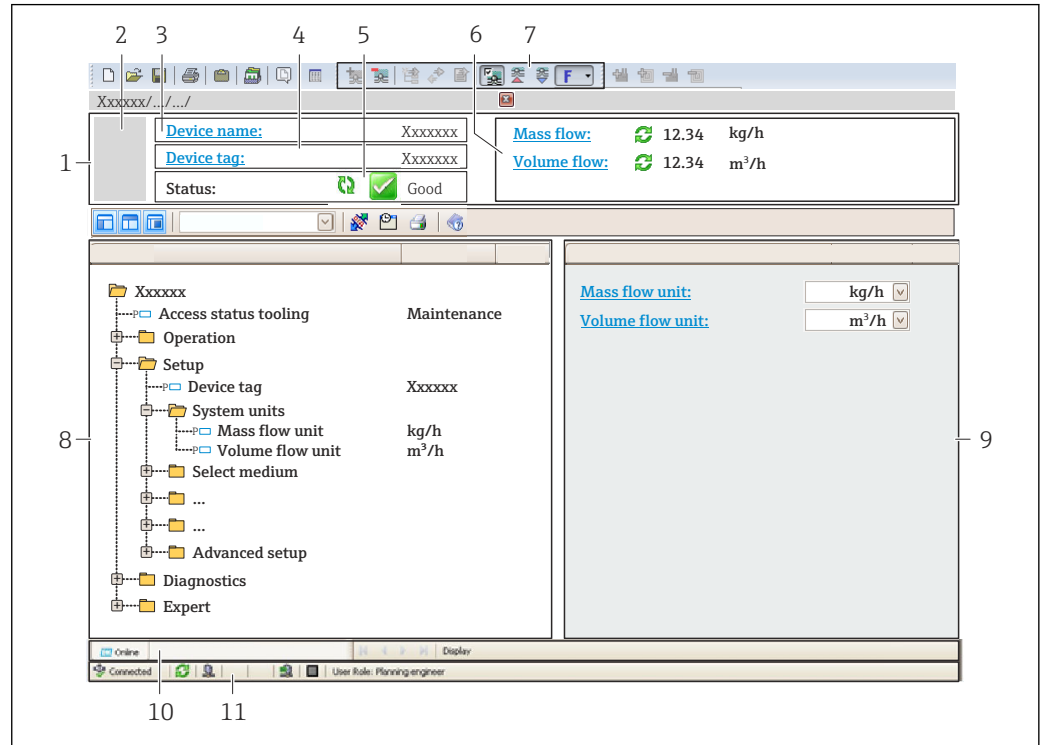 2 3 4 5 6 7
F
Xxxxxx/.../.../
1
Device name: Xxxxxxx
Device tag: Xxxxxxx
Status: Good
Mass flow: 12.34 kg/h
Volume flow: 12.34 m³/h
Xxxxxx
P Access status tooling Maintenance
Operation
Setup
P Device tag Xxxxxx
System units
P Mass flow unit kg/h
P Volume flow unit m³/h
Select medium
...
...
Advanced setup
Diagnostics
Expert
8
Mass flow unit: kg/h
Volume flow unit: m³/h
9
Online Display
Connected User Role: Planning engineer
10 11